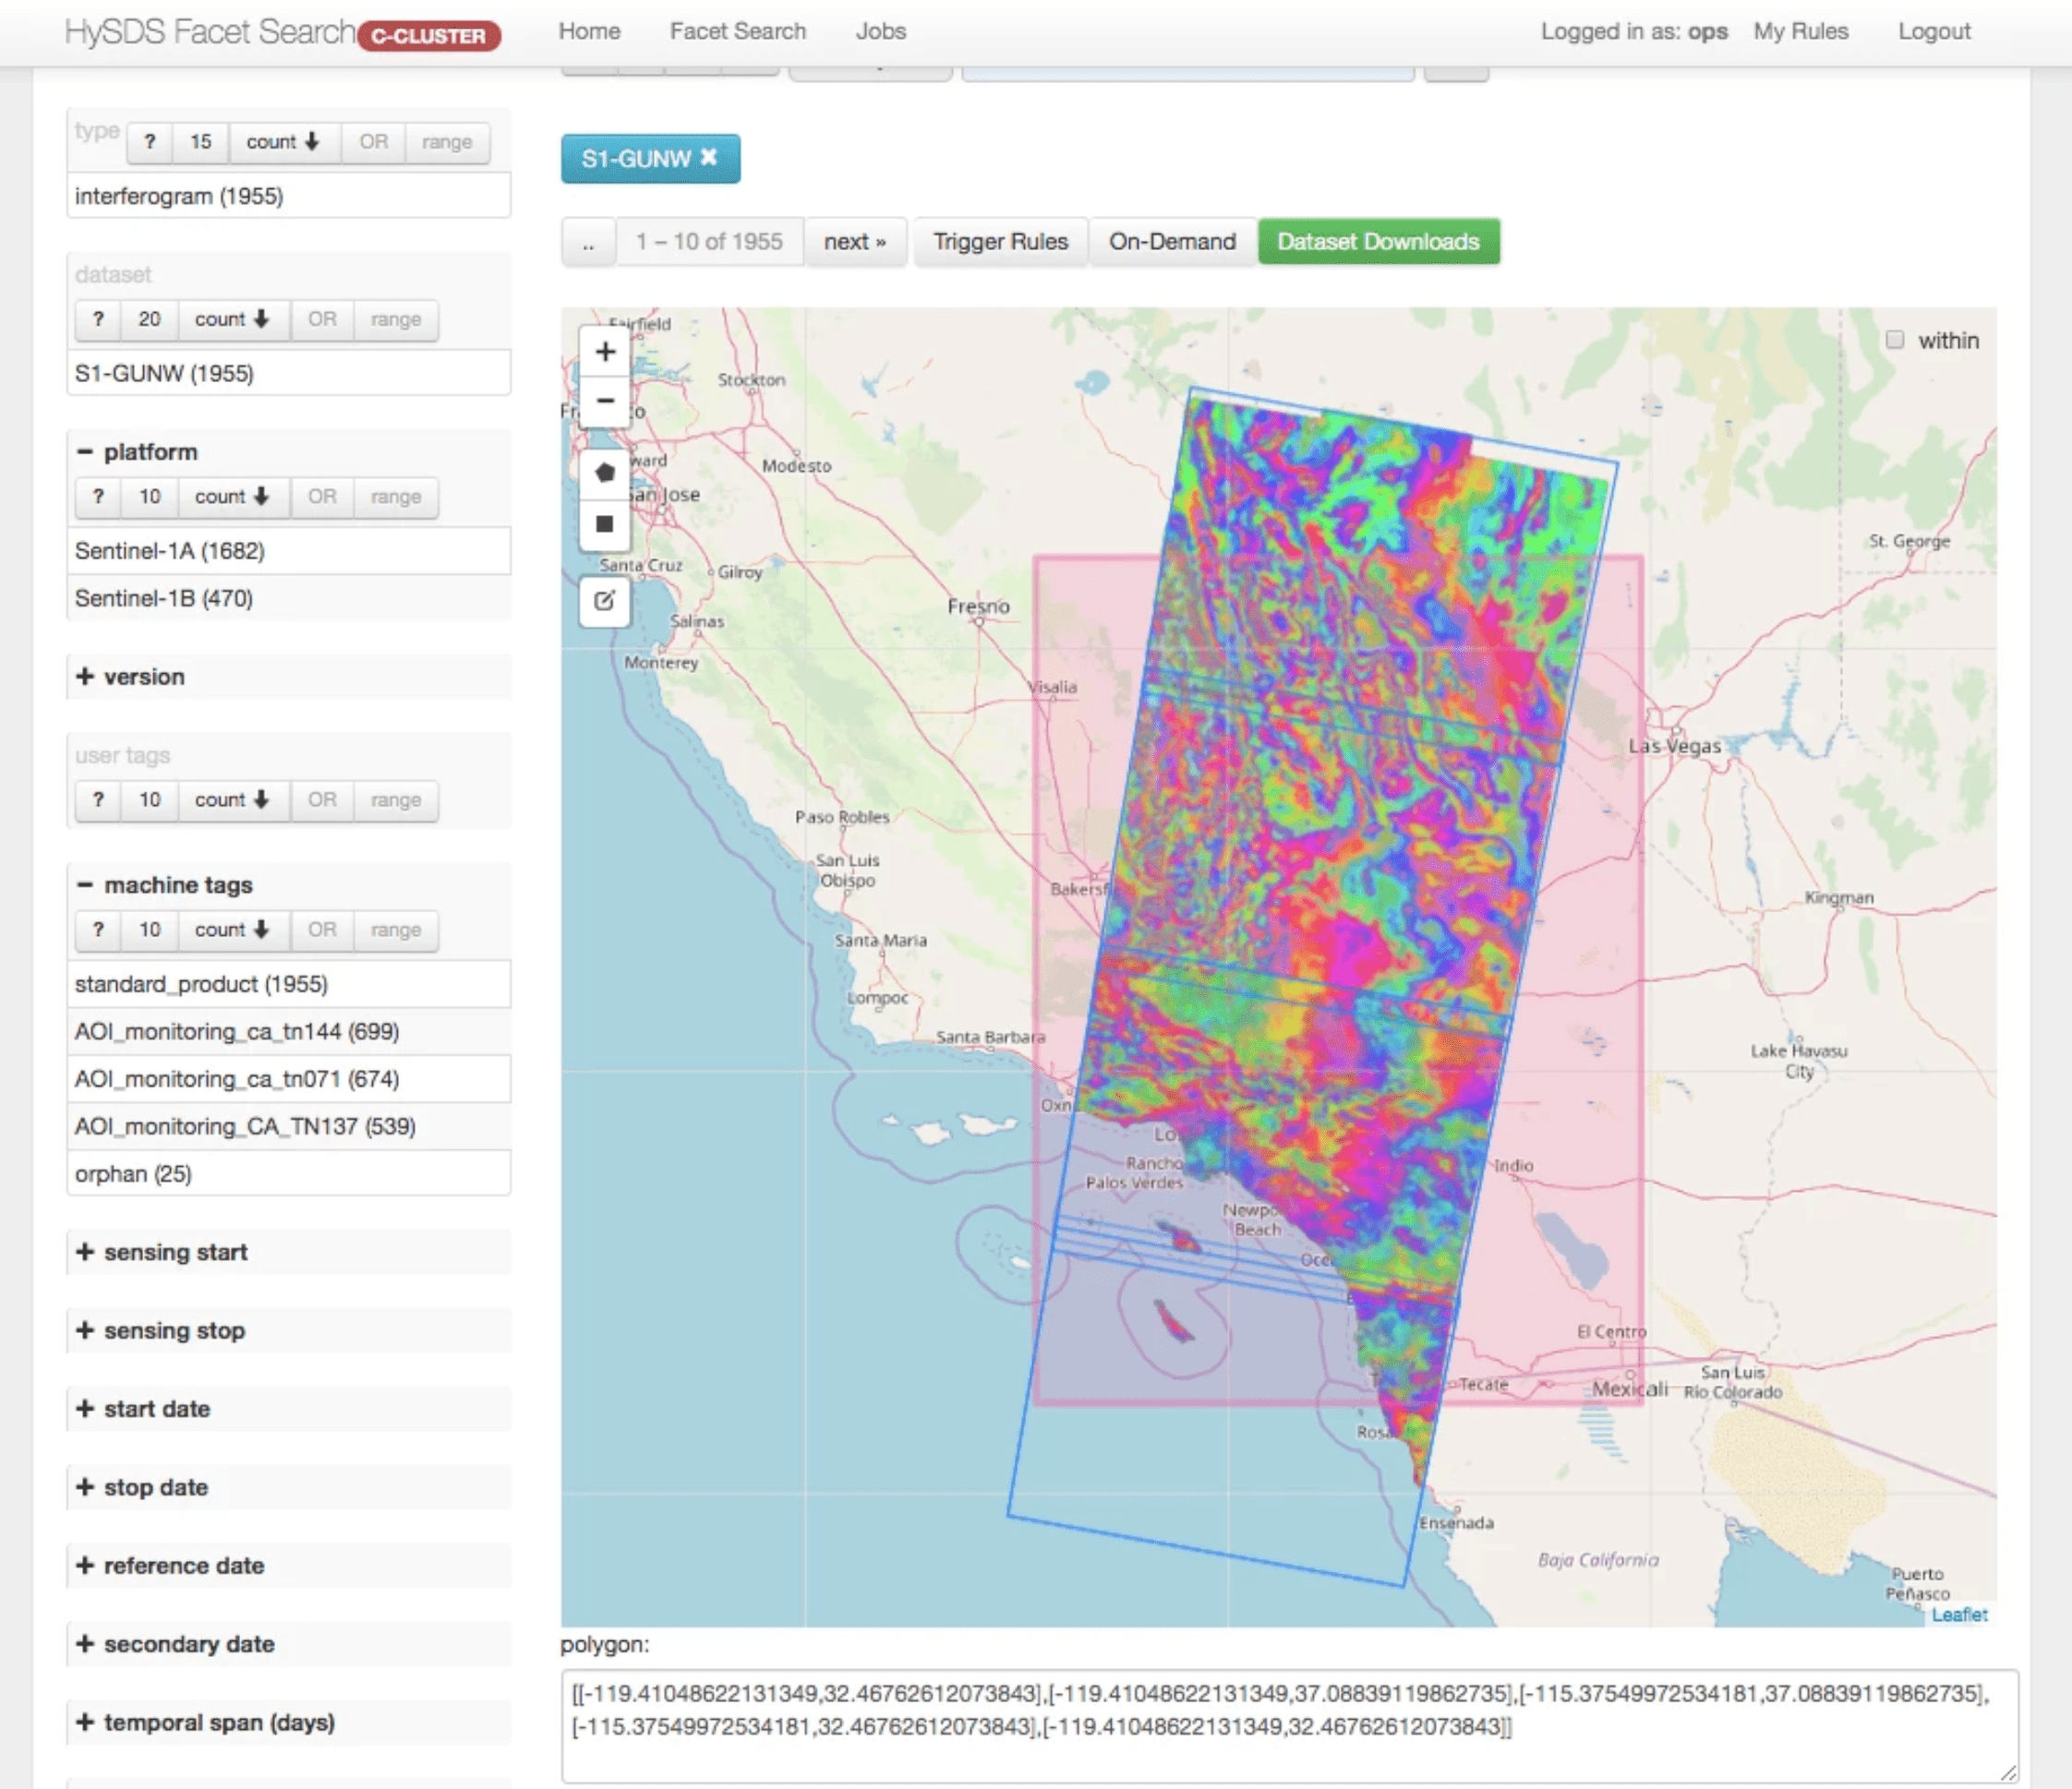 HySDS Facet Search C-CLUSTER Home Facet Search Jobs Logged in as: ops My Rules Logout
type ? 15 count OR range
interferogram (1955)
dataset
? 20 count OR range
S1-GUNW (1955)
− platform
? 10 count OR range
Sentinel-1A (1682)
Sentinel-1B (470)
+ version
user tags
? 10 count OR range
− machine tags
? 10 count OR range
standard_product (1955)
AOI_monitoring_ca_tn144 (699)
AOI_monitoring_ca_tn071 (674)
AOI_monitoring_CA_TN137 (539)
orphan (25)
+ sensing start
+ sensing stop
+ start date
+ stop date
+ reference date
+ secondary date
+ temporal span (days)
S1-GUNW ✖
.. 1 – 10 of 1955 next » Trigger Rules On-Demand Dataset Downloads
+
−
within
Fairfield
Stockton
Modesto
San Jose
Santa Cruz
Gilroy
Salinas
Monterey
Fresno
Visalia
St. George
Las Vegas
Paso Robles
San Luis
Obispo
Santa Maria
Lompoc
Santa Barbara
Kingman
Lake Havasu
City
Rancho
Palos Verdes
Beach
Indio
El Centro
Tecate
Mexicali
San Luis
Rio Colorado
Ensenada
Baja California
Puerto
Peñasco
Leaflet
polygon:
[[-119.41048622131349,32.46762612073843],[-119.41048622131349,37.08839119862735],[-115.37549972534181,37.08839119862735],
[-115.37549972534181,32.46762612073843],[-119.41048622131349,32.46762612073843]]